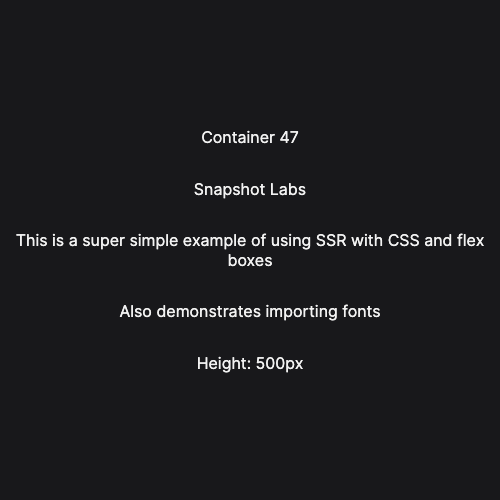 Container 47
Snapshot Labs
This is a super simple example of using SSR with CSS and flex
boxes
Also demonstrates importing fonts
Height: 500px